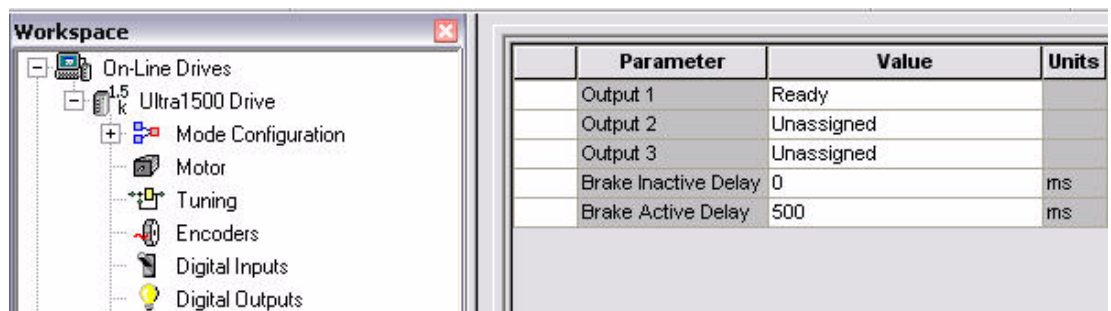 Workspace
On-Line Drives
1.5 k Ultra1500 Drive
Mode Configuration
Motor
Tuning
Encoders
Digital Inputs
Digital Outputs
Parameter Value Units
Output 1 Ready
Output 2 Unassigned
Output 3 Unassigned
Brake Inactive Delay 0 ms
Brake Active Delay 500 ms